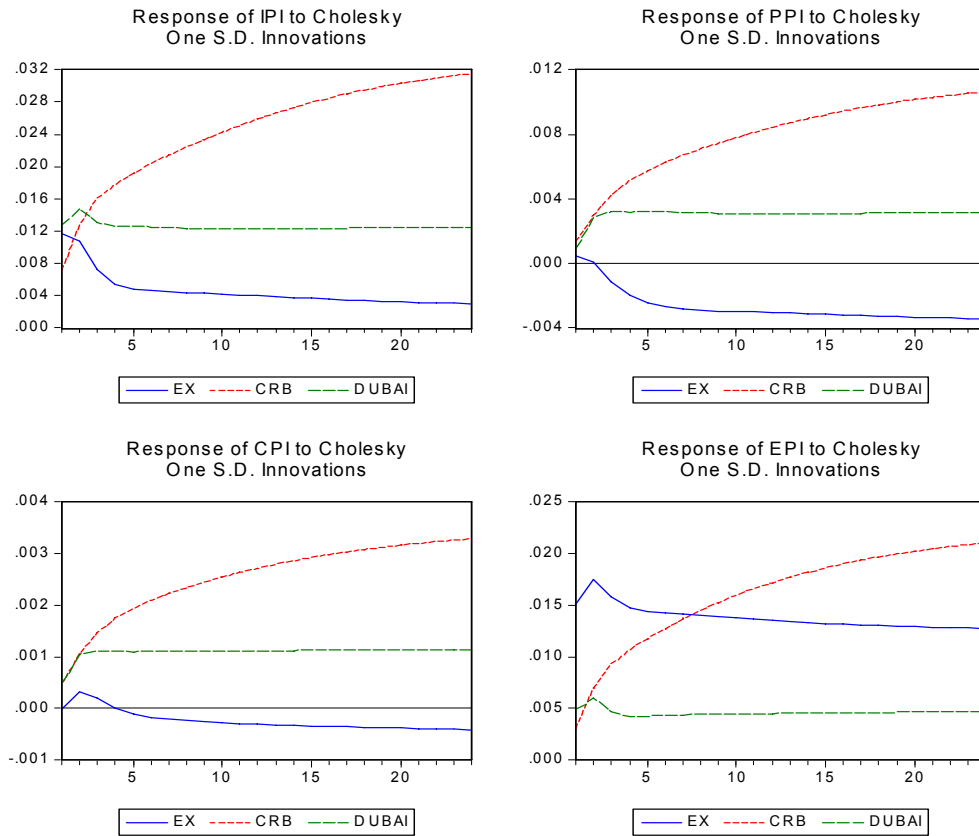 Response of IPI to Cholesky
One S.D. Innovations
.032
.028
.024
.020
.016
.012
.008
.004
.000
5 10 15 20
EX CRB DUBAI
Response of PPI to Cholesky
One S.D. Innovations
.012
.008
.004
.000
-.004
5 10 15 20
EX CRB DUBAI
Response of CPI to Cholesky
One S.D. Innovations
.004
.003
.002
.001
.000
-.001
5 10 15 20
EX CRB DUBAI
Response of EPI to Cholesky
One S.D. Innovations
.025
.020
.015
.010
.005
.000
5 10 15 20
EX CRB DUBAI